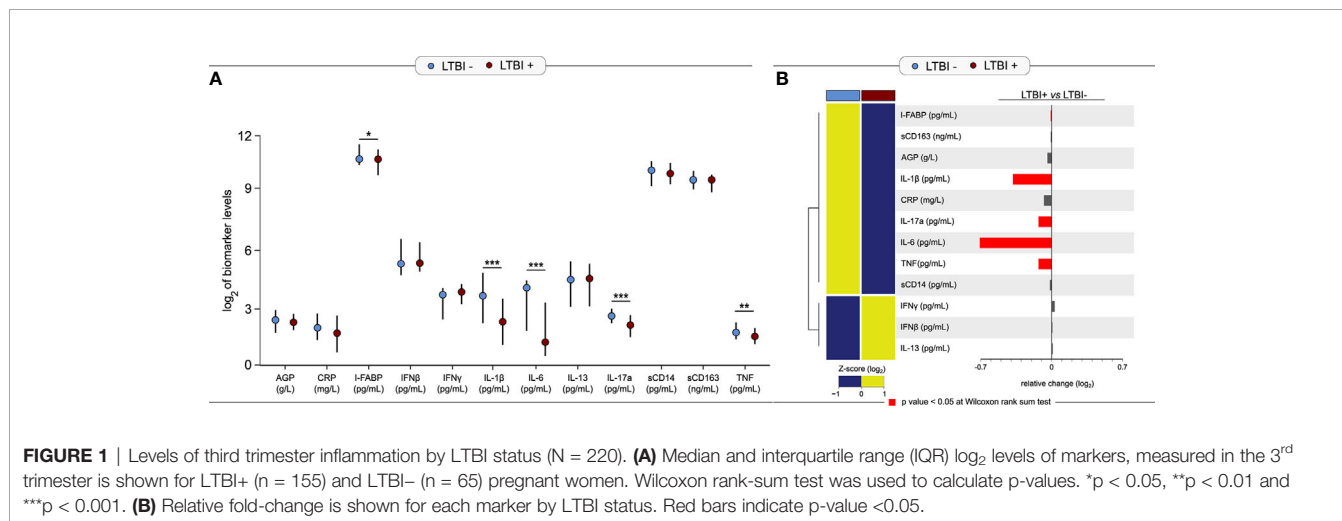 A
LTBI - LTBI +
log2 of biomarker levels
12
9
6
3
0
* *** *** *** **
AGP CRP I-FABP IFNβ IFNγ IL-1β IL-6 IL-13 IL-17a sCD14 sCD163 TNF
(g/L) (mg/L) (pg/mL) (pg/mL) (pg/mL) (pg/mL) (pg/mL) (pg/mL) (pg/mL) (pg/mL) (ng/mL) (pg/mL)
B
LTBI - LTBI +
LTBI+ vs LTBI-
I-FABP (pg/mL)
sCD163 (ng/mL)
AGP (g/L)
IL-1β (pg/mL)
CRP (mg/L)
IL-17a (pg/mL)
IL-6 (pg/mL)
TNF(pg/mL)
sCD14 (pg/mL)
IFNγ (pg/mL)
IFNβ (pg/mL)
IL-13 (pg/mL)
Z-score (log2)
−1 0 1
-0.7 0 0.7
relative change (log2)
p value < 0.05 at Wilcoxon rank sum test
FIGURE 1 | Levels of third trimester inflammation by LTBI status (N = 220). (A) Median and interquartile range (IQR) log2 levels of markers, measured in the 3rd
trimester is shown for LTBI+ (n = 155) and LTBI− (n = 65) pregnant women. Wilcoxon rank-sum test was used to calculate p-values. *p < 0.05, **p < 0.01 and
***p < 0.001. (B) Relative fold-change is shown for each marker by LTBI status. Red bars indicate p-value <0.05.